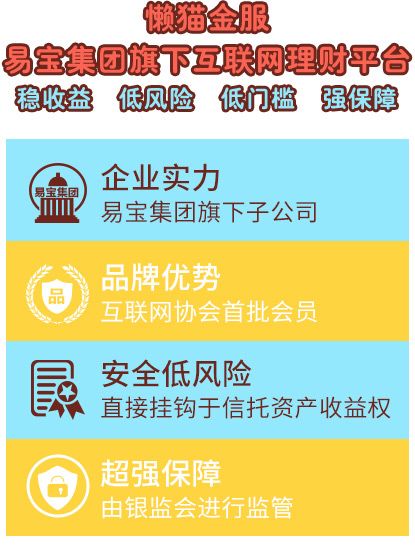 懒猫金服
易宝集团旗下互联网理财平台
稳收益 低风险 低门槛 强保障
易宝集团
企业实力
易宝集团旗下子公司
品
品牌优势
互联网协会首批会员
安全低风险
直接挂钩于信托资产收益权
超强保障
由银监会进行监管